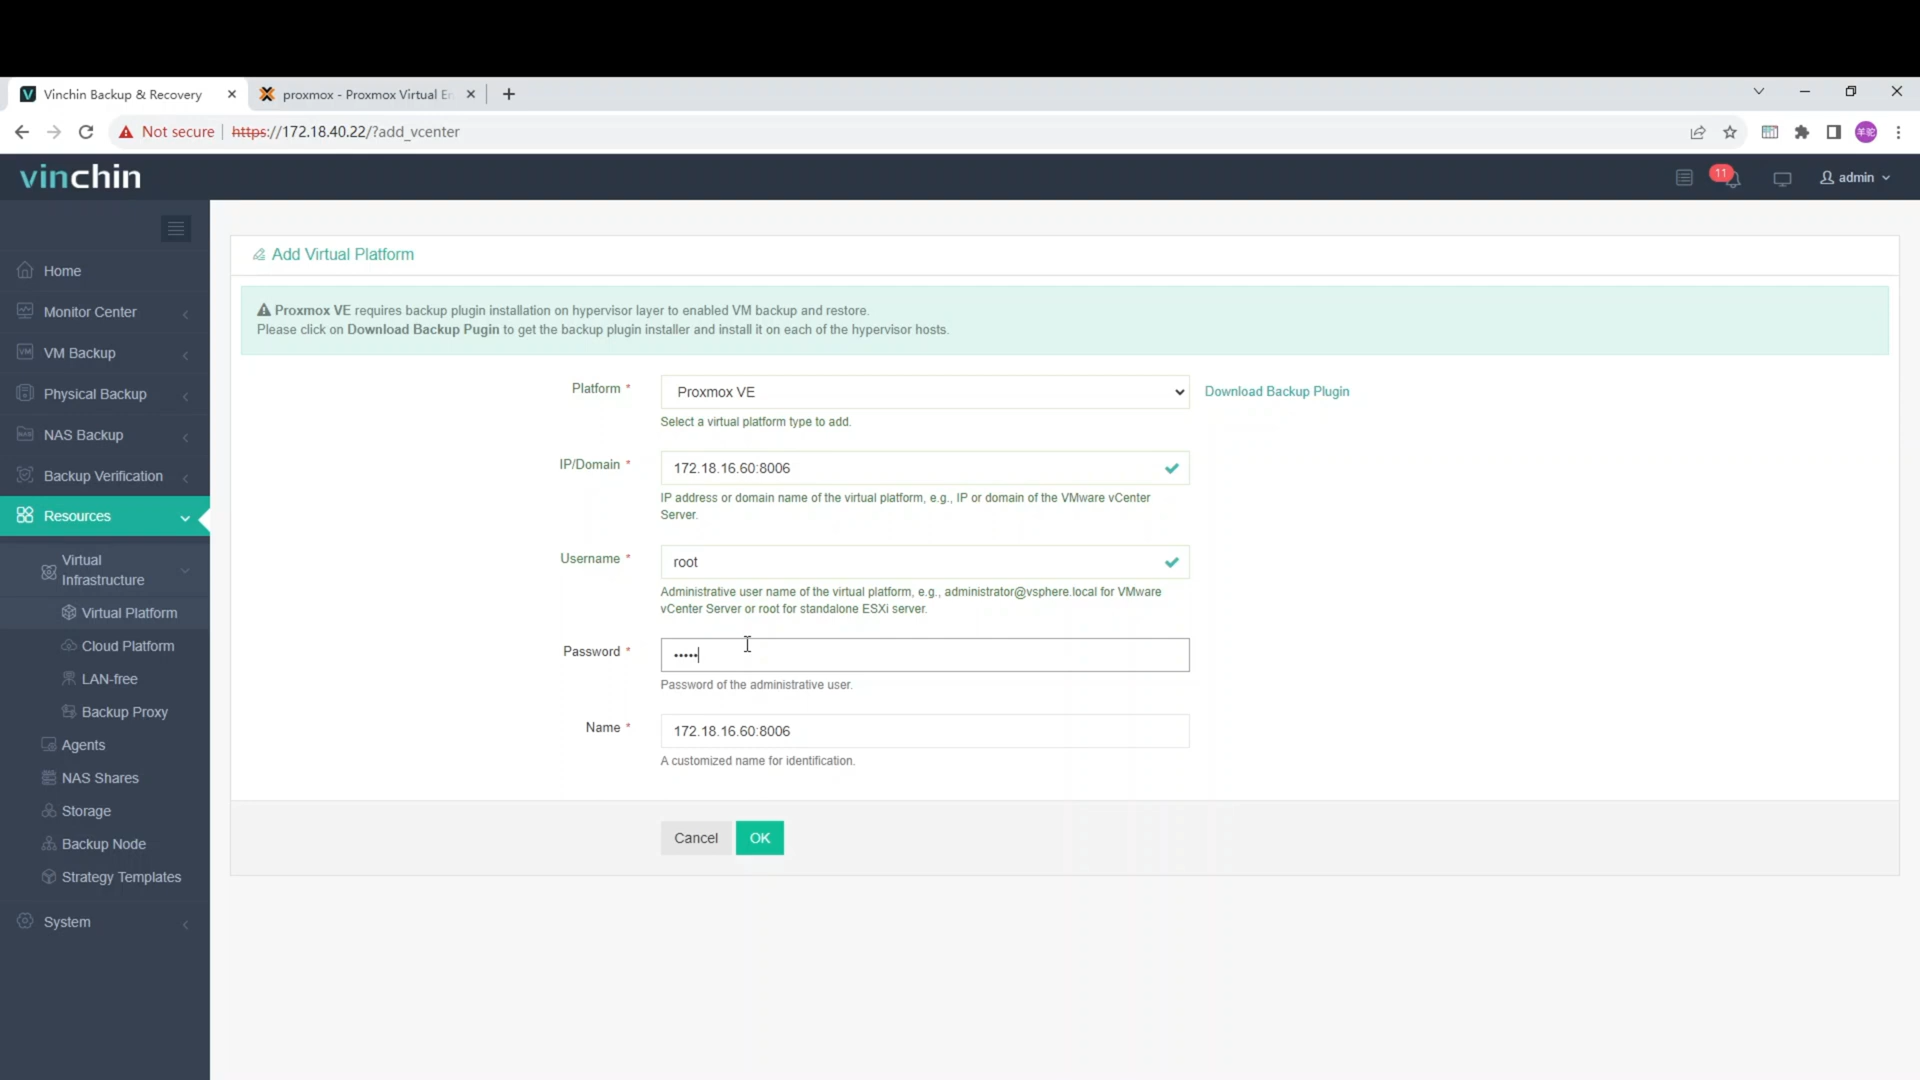 Vinchin Backup & Recovery
proxmox - Proxmox Virtual En
Not secure
https://172.18.40.22/?add_vcenter
vinchin
11
admin
Home
Monitor Center
VM Backup
Physical Backup
NAS Backup
Backup Verification
Resources
Virtual
Infrastructure
Virtual Platform
Cloud Platform
LAN-free
Backup Proxy
Agents
NAS Shares
Storage
Backup Node
Strategy Templates
System
Add Virtual Platform
Proxmox VE requires backup plugin installation on hypervisor layer to enabled VM backup and restore.
Please click on Download Backup Pugin to get the backup plugin installer and install it on each of the hypervisor hosts.
Platform *
Proxmox VE
Download Backup Plugin
Select a virtual platform type to add.
IP/Domain *
172.18.16.60:8006
IP address or domain name of the virtual platform, e.g., IP or domain of the VMware vCenter
Server.
Username *
root
Administrative user name of the virtual platform, e.g., administrator@vsphere.local for VMware
vCenter Server or root for standalone ESXi server.
Password *
•••••
Password of the administrative user.
Name *
172.18.16.60:8006
A customized name for identification.
Cancel
OK